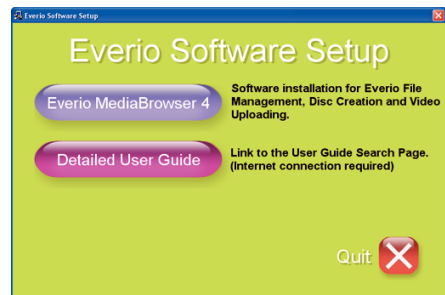 Everio Software Setup
Everio Software Setup
Everio MediaBrowser 4
Software installation for Everio File
Management, Disc Creation and Video
Uploading.
Detailed User Guide
Link to the User Guide Search Page.
(Internet connection required)
Quit